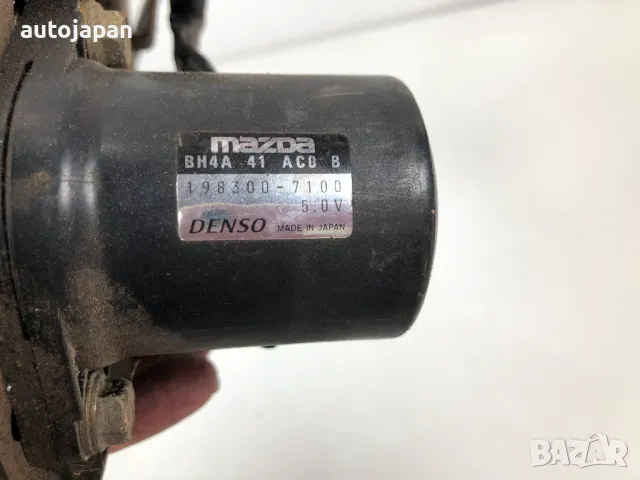 autojapan
mazda
BH4A 41 AC0 B
198300-7100
5.0V
DENSO MADE IN JAPAN
BAZAR